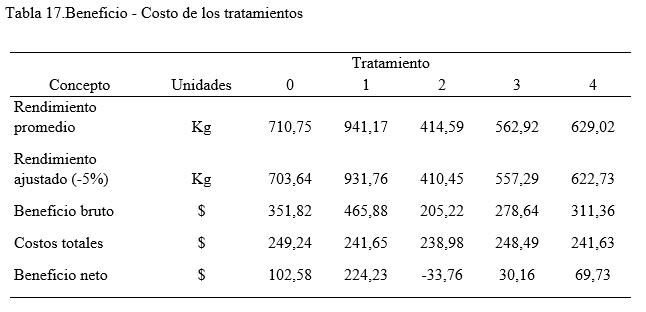 Tabla 17.Beneficio - Costo de los tratamientos
Tratamiento
Concepto Unidades 0 1 2 3 4
Rendimiento
promedio Kg 710,75 941,17 414,59 562,92 629,02
Rendimiento
ajustado (-5%) Kg 703,64 931,76 410,45 557,29 622,73
Beneficio bruto $ 351,82 465,88 205,22 278,64 311,36
Costos totales $ 249,24 241,65 238,98 248,49 241,63
Beneficio neto $ 102,58 224,23 -33,76 30,16 69,73